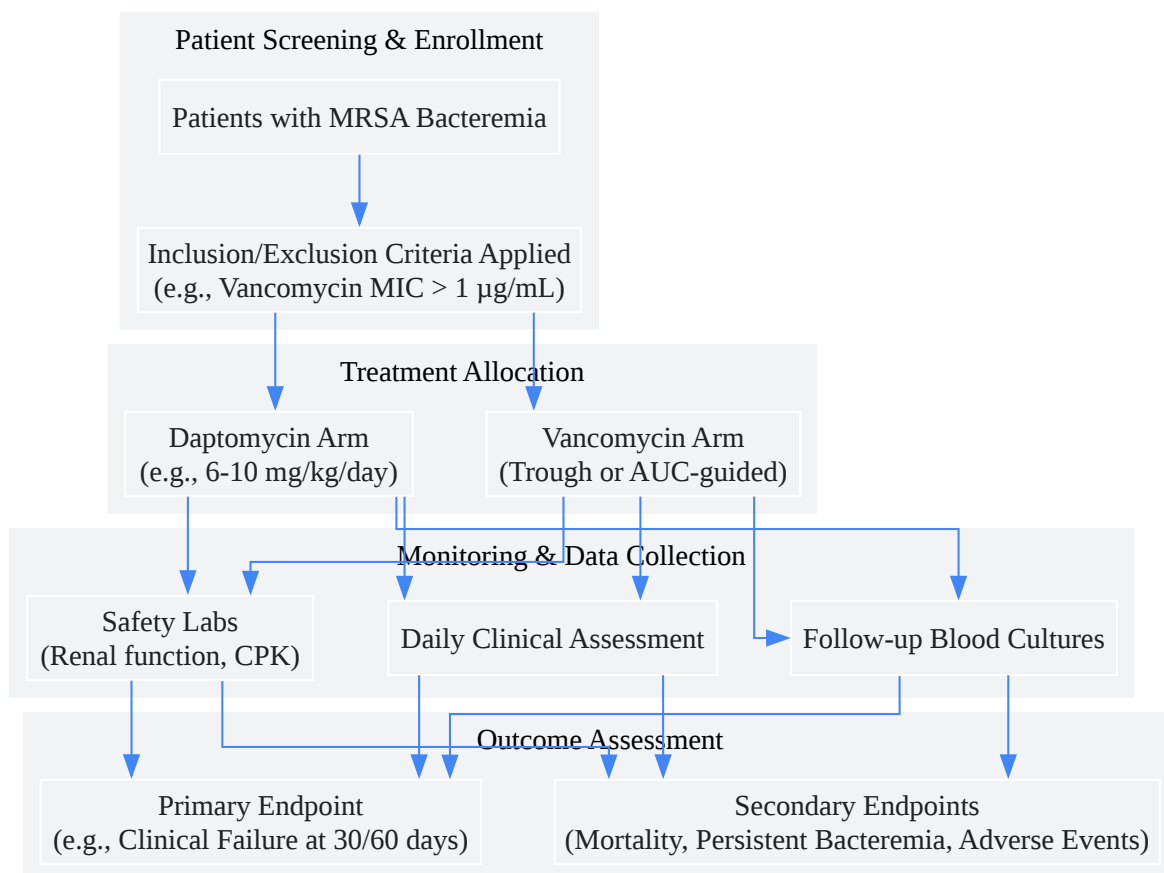 Patient Screening & Enrollment
Patients with MRSA Bacteremia
Inclusion/Exclusion Criteria Applied
(e.g., Vancomycin MIC > 1 µg/mL)
Treatment Allocation
Daptomycin Arm
(e.g., 6-10 mg/kg/day)
Vancomycin Arm
(Trough or AUC-guided)
Monitoring & Data Collection
Safety Labs
(Renal function, CPK)
Daily Clinical Assessment
Follow-up Blood Cultures
Outcome Assessment
Primary Endpoint
(e.g., Clinical Failure at 30/60 days)
Secondary Endpoints
(Mortality, Persistent Bacteremia, Adverse Events)